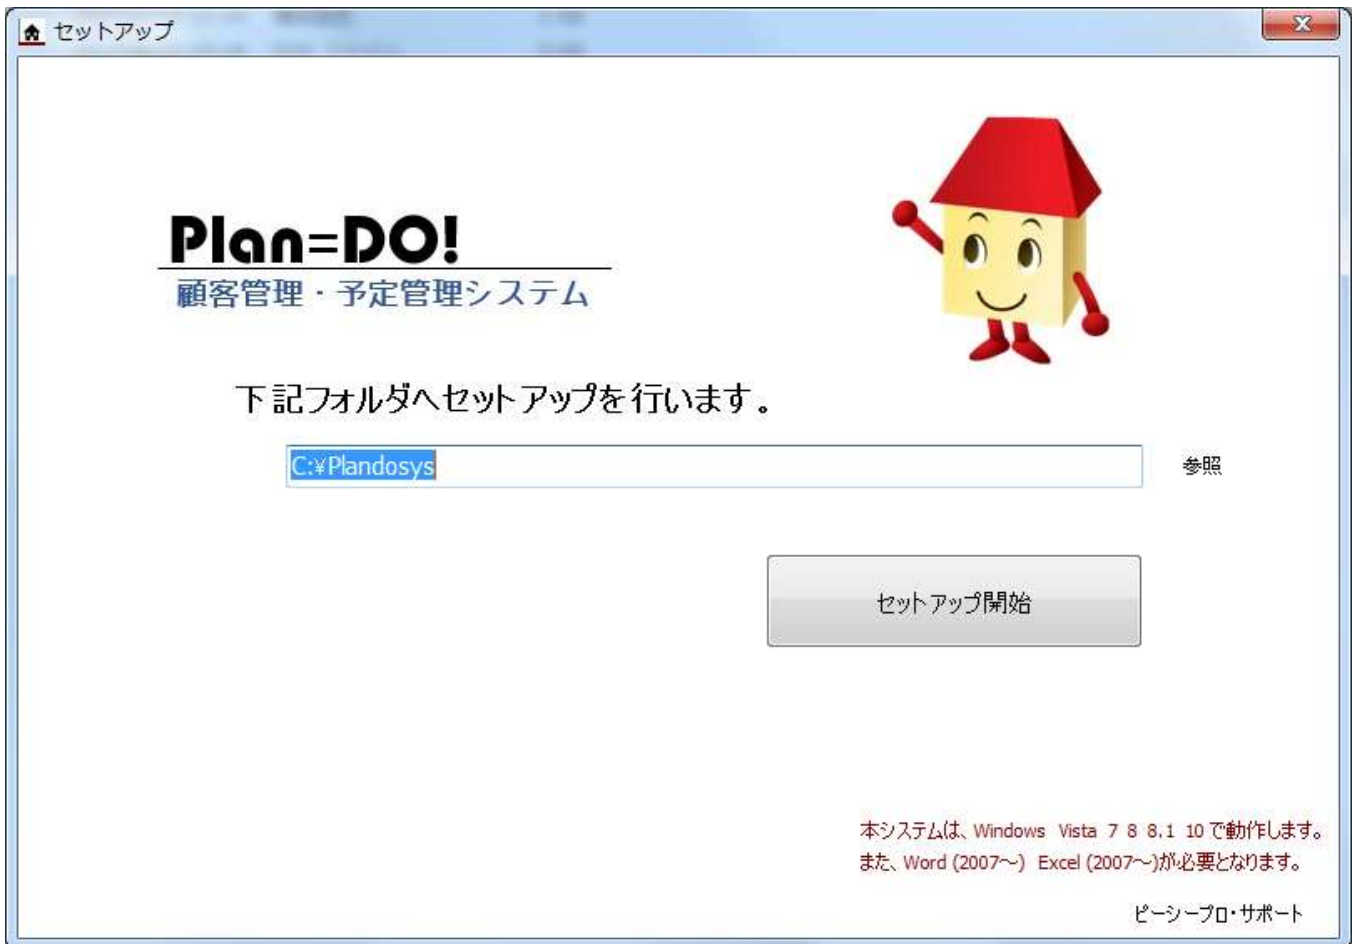 セットアップ
Plan=DO!
顧客管理・予定管理システム
下記フォルダへセットアップを行います。
C:¥Plandosys
参照
セットアップ開始
本システムは、Windows Vista 7 8 8.1 10 で動作します。
また、Word (2007～) Excel (2007～)が必要となります。
ピーシープロ・サポート